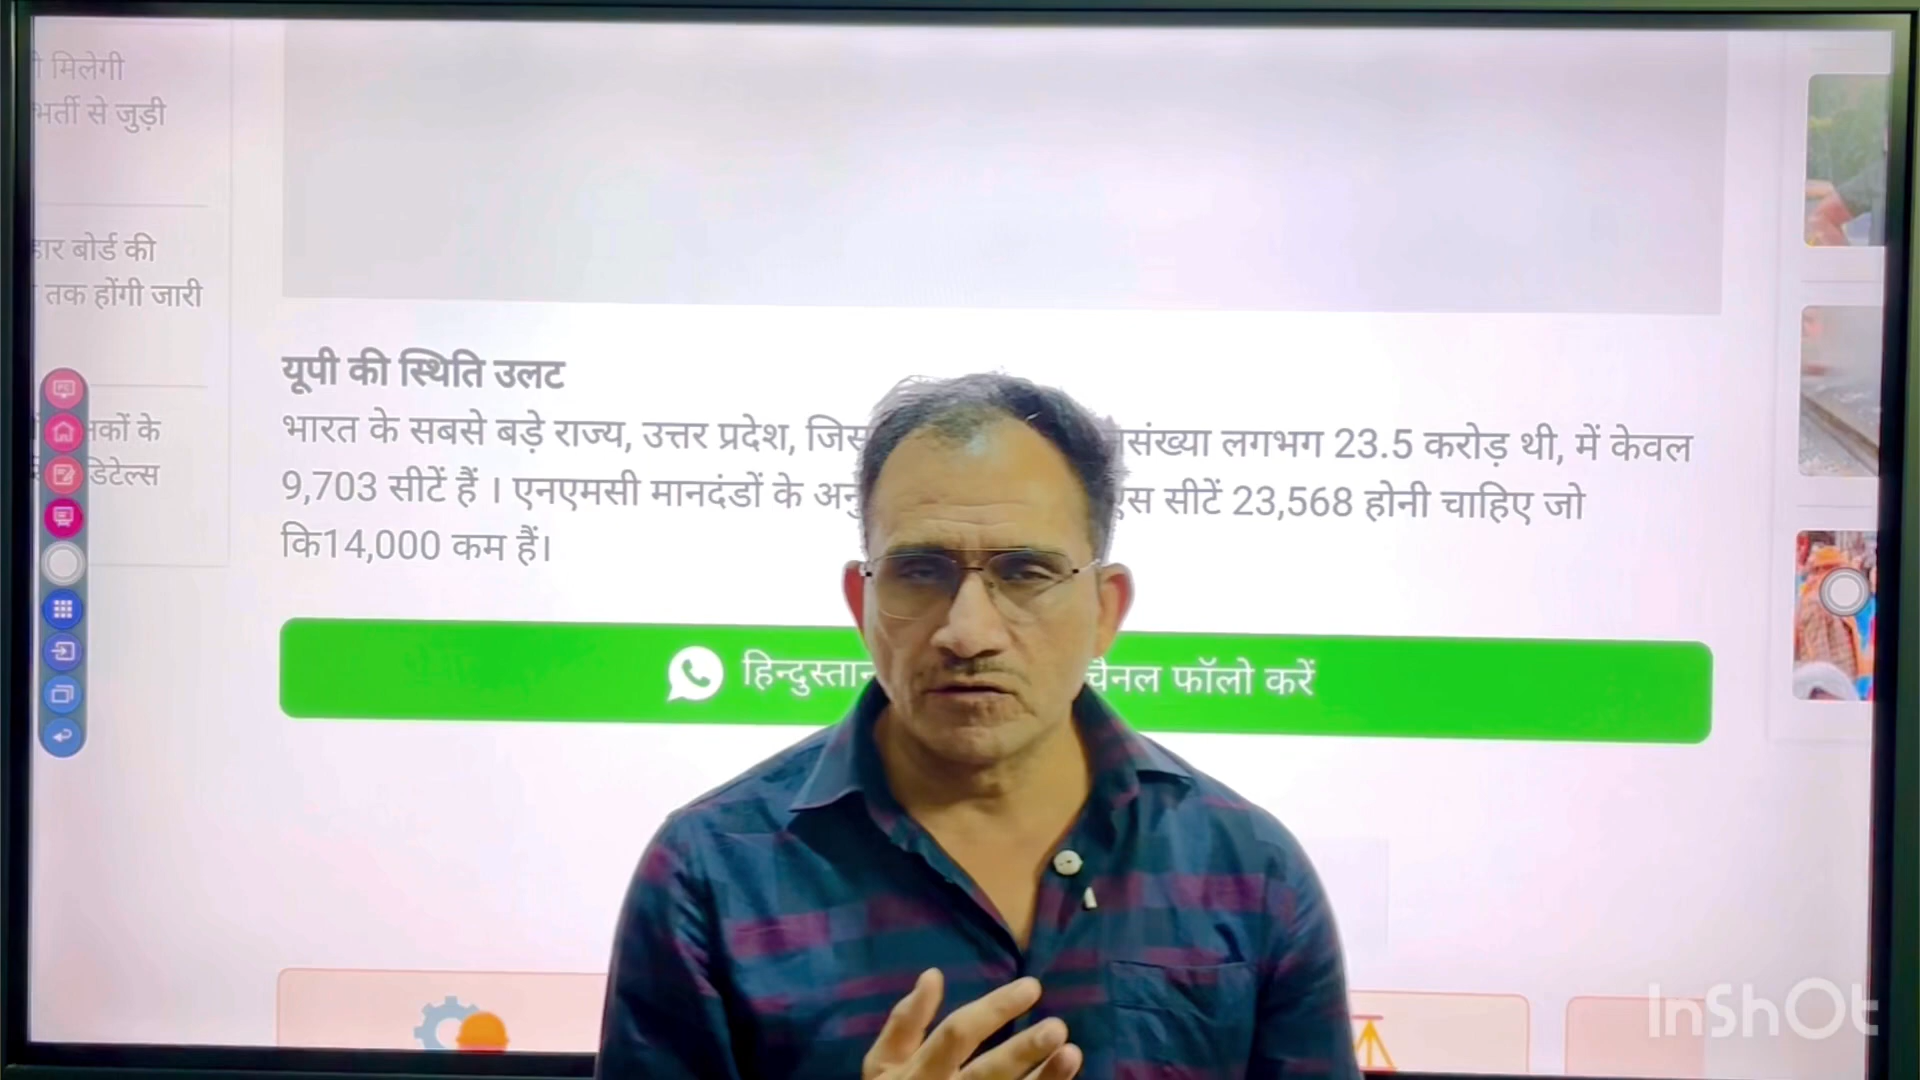 मिलेगी
भर्ती से जुड़ी
बोर्ड की
तक होंगी जारी
के
डिटेल्स
यूपी की स्थिति उलट
भारत के सबसे बड़े राज्य, उत्तर प्रदेश, लगभग 23.5 करोड़ थी, में केवल
9,703 सीटें हैं । एनएमसी मानदंडों के सीटें 23,568 होनी चाहिए जो
कि14,000 कम हैं।
हिन्दुस्तान चैनल फॉलो करें
InShOt